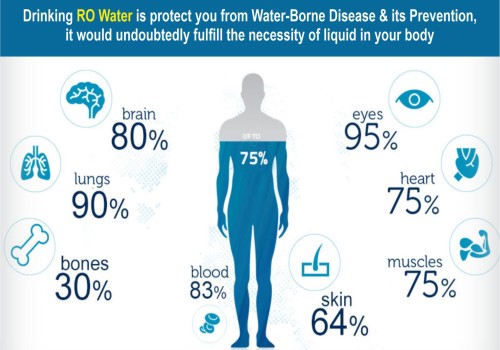 Drinking RO Water is protect you from Water-Borne Disease & its Prevention,
it would undoubtedly fulfill the necessity of liquid in your body
brain
80%
lungs
90%
bones
30%
blood
83%
UPTO
75%
eyes
95%
heart
75%
muscles
75%
skin
64%